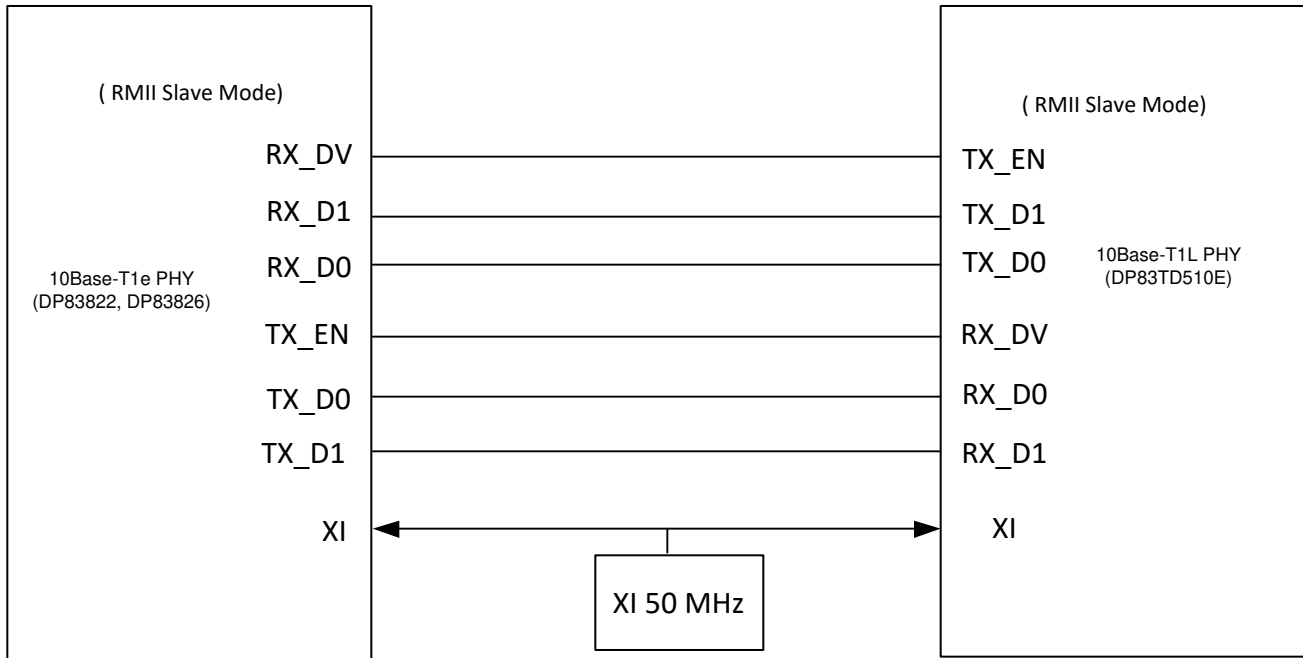 ( RMII Slave Mode)
RX_DV
RX_D1
RX_D0
10Base-T1e PHY
(DP83822, DP83826)
TX_EN
TX_D0
TX_D1
XI
XI 50 MHz
( RMII Slave Mode)
TX_EN
TX_D1
TX_D0
10Base-T1L PHY
(DP83TD510E)
RX_DV
RX_D0
RX_D1
XI